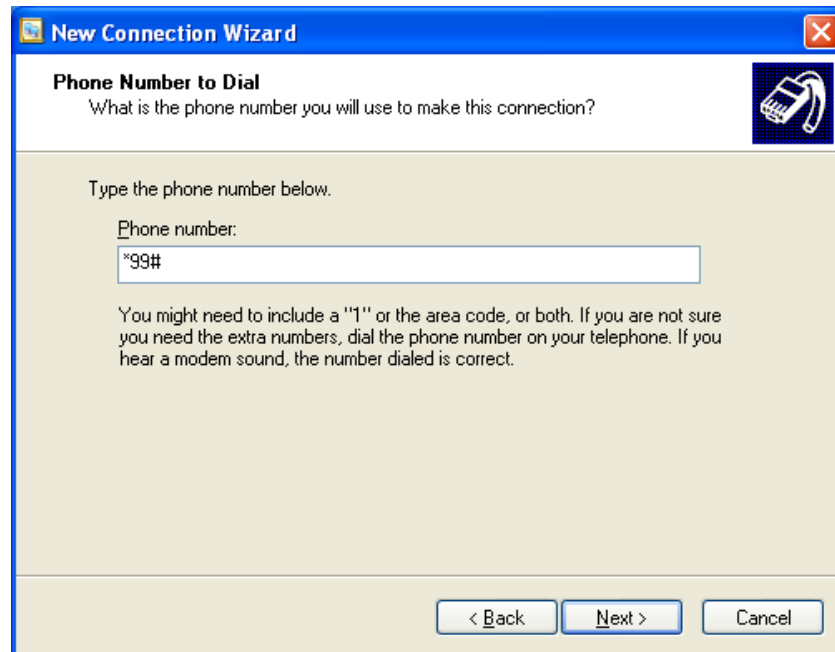 New Connection Wizard
Phone Number to Dial
What is the phone number you will use to make this connection?
Type the phone number below.
Phone number:
*99#
You might need to include a "1" or the area code, or both. If you are not sure
you need the extra numbers, dial the phone number on your telephone. If you
hear a modem sound, the number dialed is correct.
< Back Next > Cancel